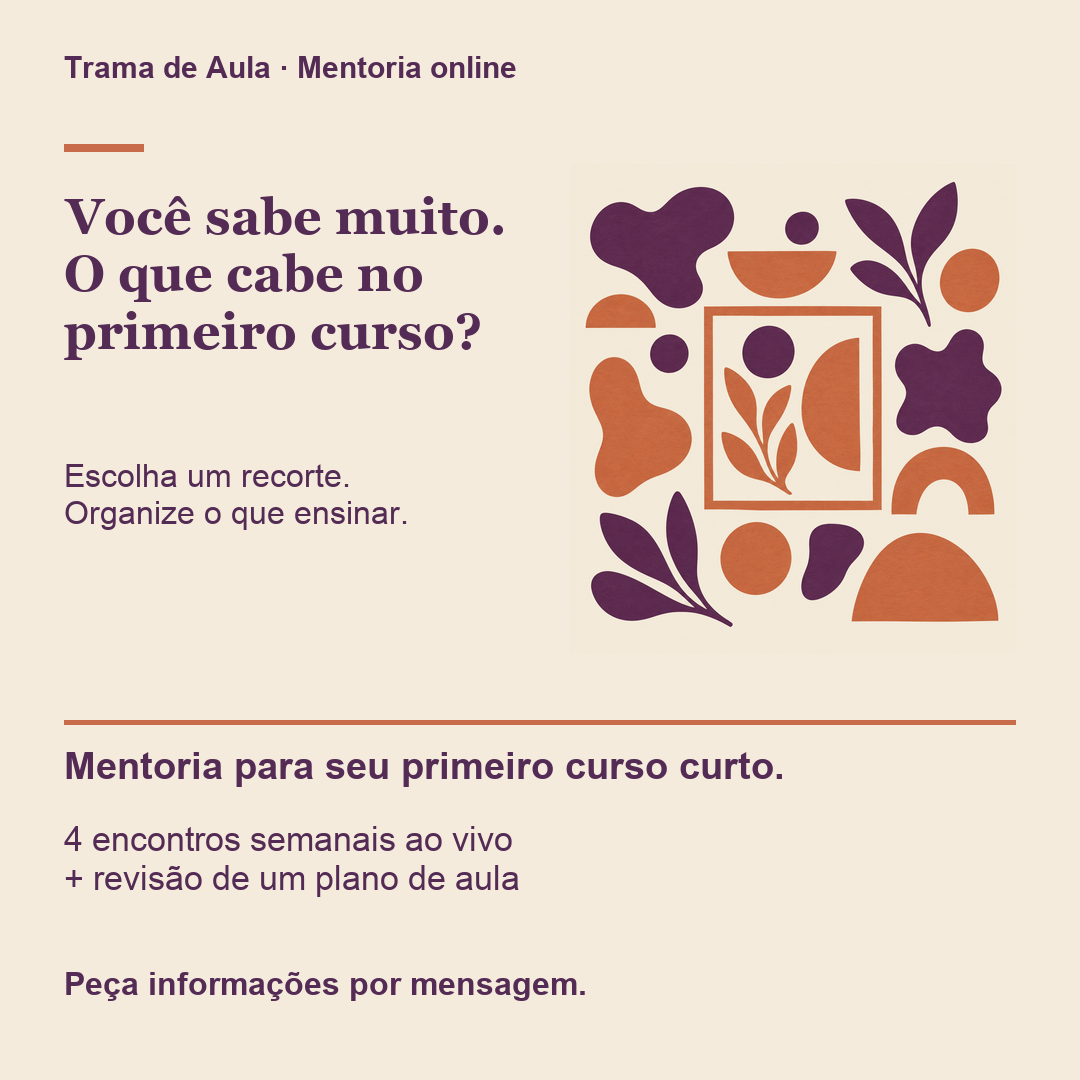 Trama de Aula · Mentoria online
Você sabe muito.
O que cabe no
primeiro curso?
Escolha um recorte.
Organize o que ensinar.
Mentoria para seu primeiro curso curto.
4 encontros semanais ao vivo
+ revisão de um plano de aula
Peça informações por mensagem.